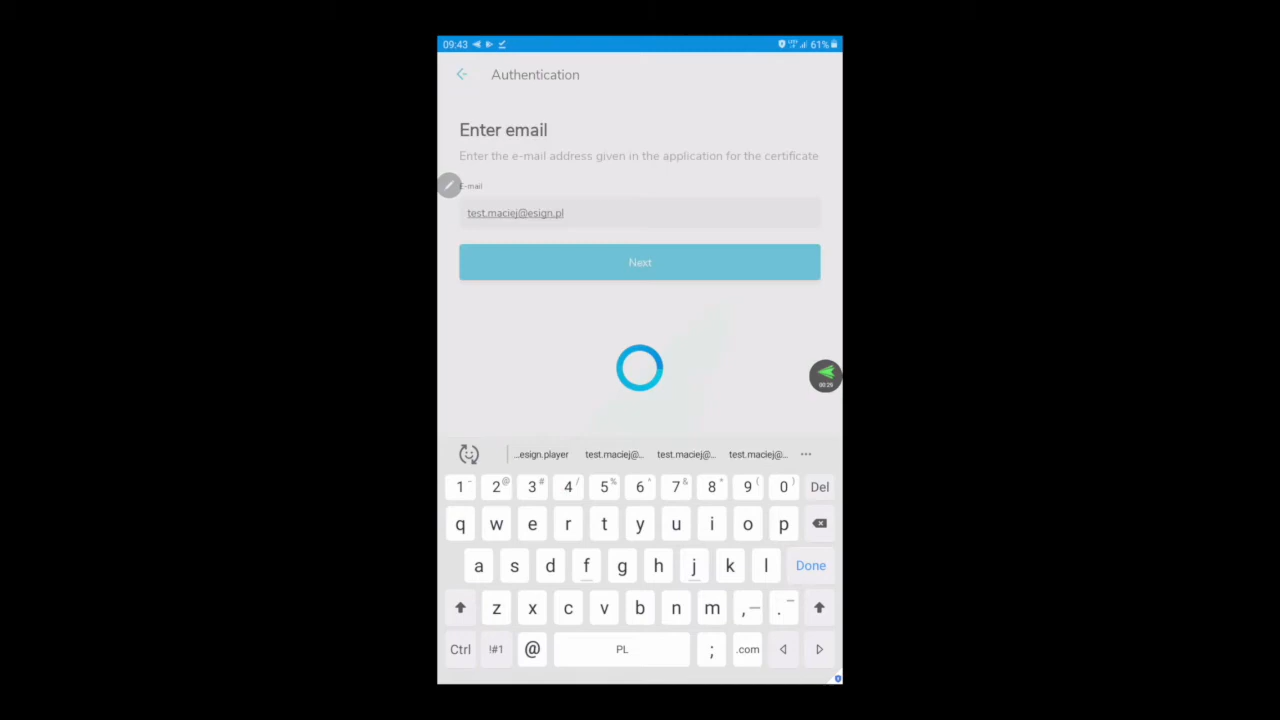 09:43 61%
Authentication
Enter email
Enter the e-mail address given in the application for the certificate
E-mail
test.maciej@esign.pl
Next
00:26
...esign.player test.maciej@... test.maciej@... test.maciej@... ...
1 ~ 2 @ 3 # 4 / 5 % 6 ^ 7 & 8 * 9 ( 0 ) Del
q w e r t y u i o p
a s d f g h j k l Done
z x c v b n m , — . –
Ctrl !#1 @ PL ; .com